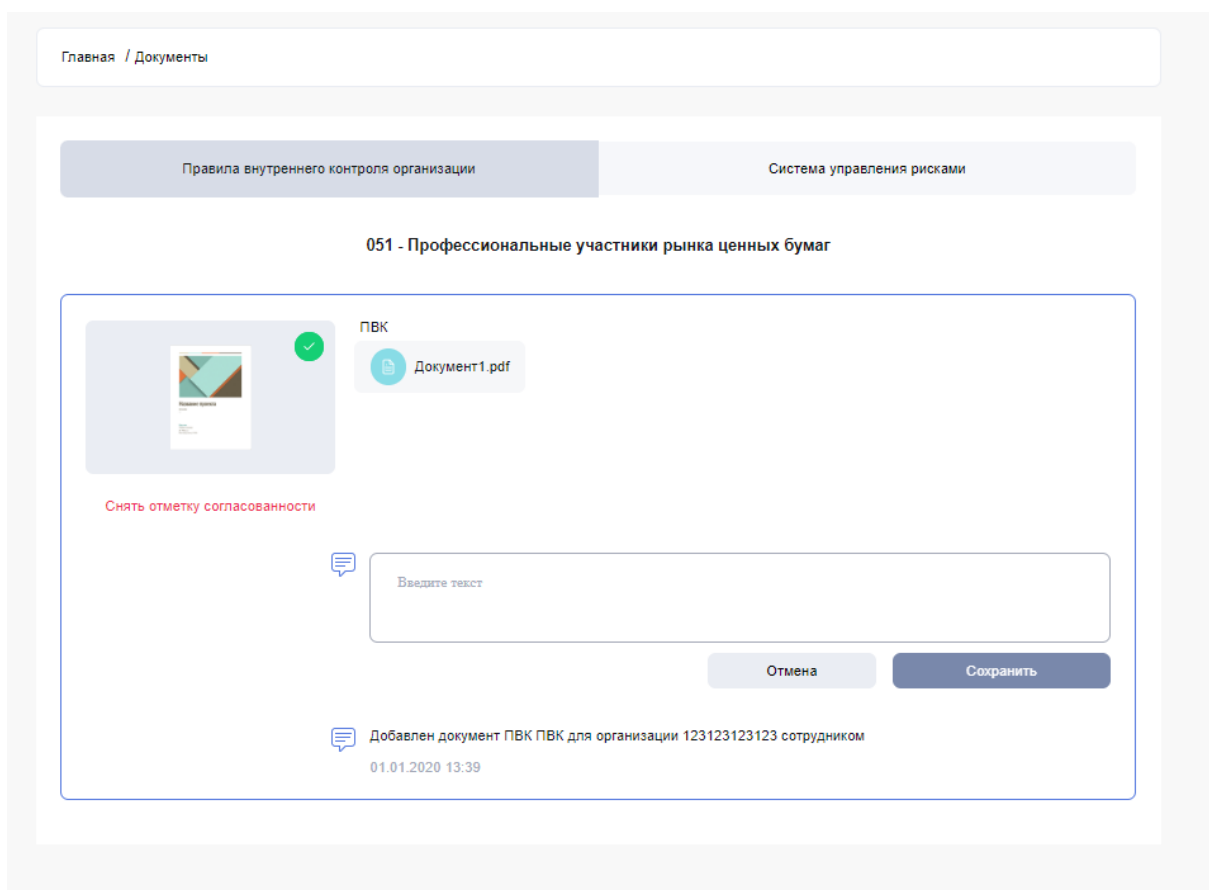 Главная / Документы
Правила внутреннего контроля организации
Система управления рисками
051 - Профессиональные участники рынка ценных бумаг
ПВК
Документ1.pdf
Снять отметку согласованности
Введите текст
Отмена
Сохранить
Добавлен документ ПВК ПВК для организации 123123123123 сотрудником
01.01.2020 13:39